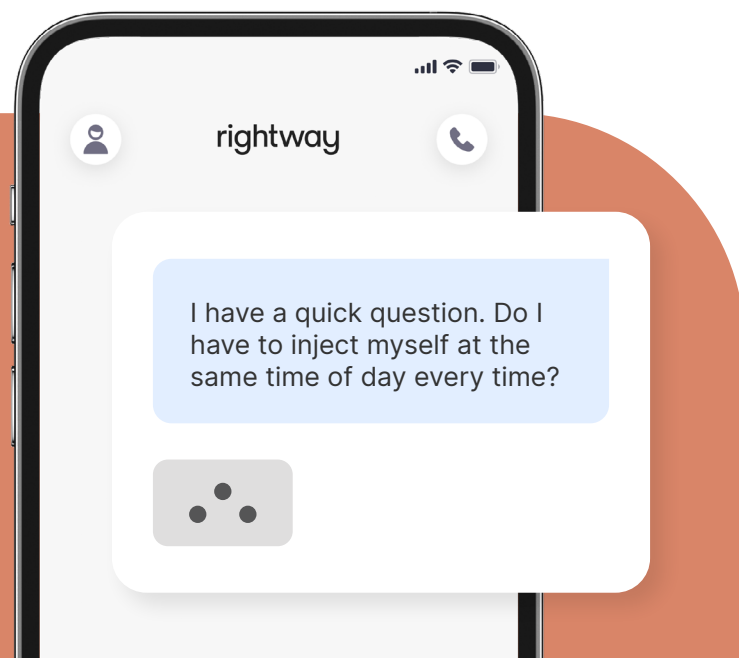 rightway
I have a quick question. Do I
have to inject myself at the
same time of day every time?